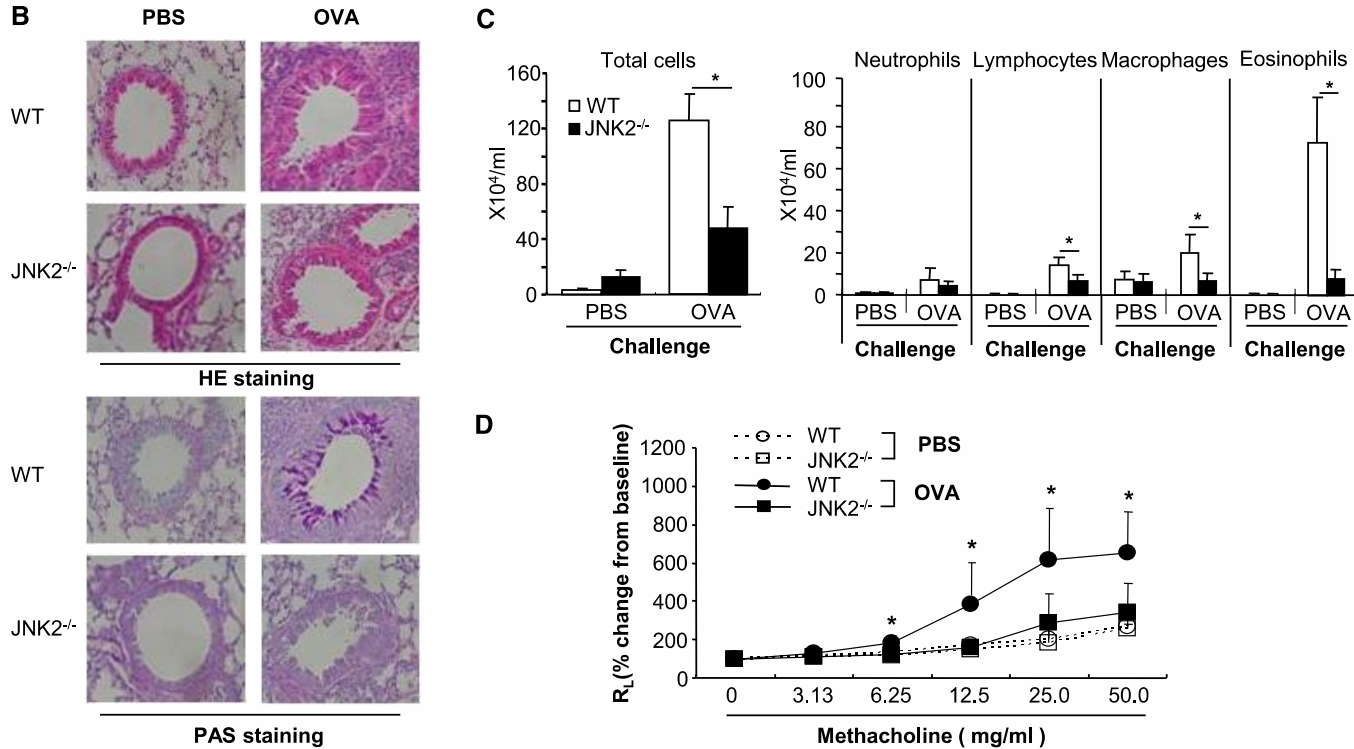 B
PBS OVA
WT
JNK2-/-
HE staining
WT
JNK2-/-
PAS staining
C
Total cells
160
120
80
40
0
X10⁴/ml
WT
JNK2-/-
*
PBS OVA
Challenge
Neutrophils Lymphocytes Macrophages Eosinophils
100
80
60
40
20
0
X10⁴/ml
* * *
PBS OVA PBS OVA PBS OVA PBS OVA
Challenge Challenge Challenge Challenge
D
RL(% change from baseline)
1200
1000
800
600
400
200
0
WT
JNK2-/-
PBS
WT
JNK2-/-
OVA
* * * *
0 3.13 6.25 12.5 25.0 50.0
Methacholine ( mg/ml )